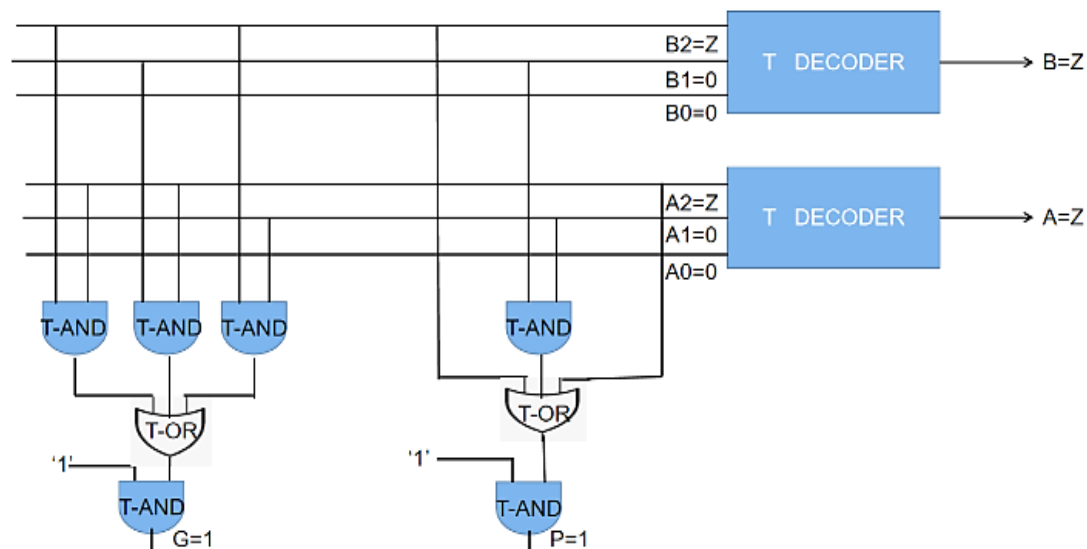 B2=Z
T DECODER
B=Z
B1=0
B0=0
A2=Z
T DECODER
A=Z
A1=0
A0=0
T-AND T-AND T-AND
T-AND
T-OR
T-OR
'1'
'1'
T-AND
T-AND
G=1
P=1